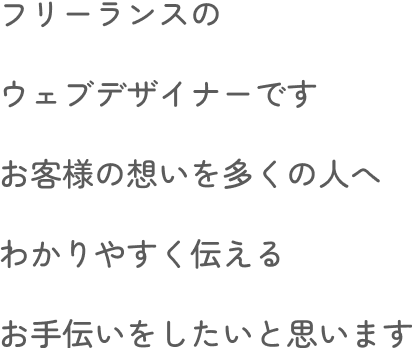 フリーランスの
ウェブデザイナーです
お客様の想いを多くの人へ
わかりやすく伝える
お手伝いをしたいと思います